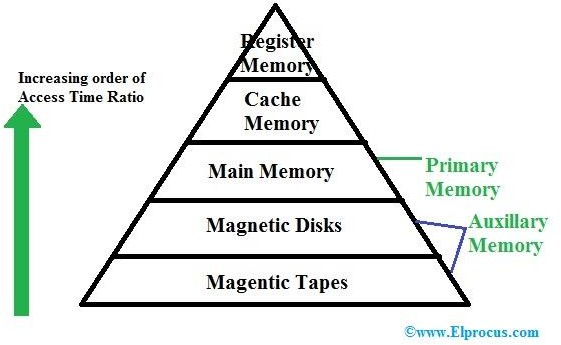 Register
Memory
Increasing order of
Access Time Ratio
Cache
Memory
Main Memory
Primary
Memory
Magnetic Disks
Auxillary
Memory
Magentic Tapes
©www.Elprocus.com